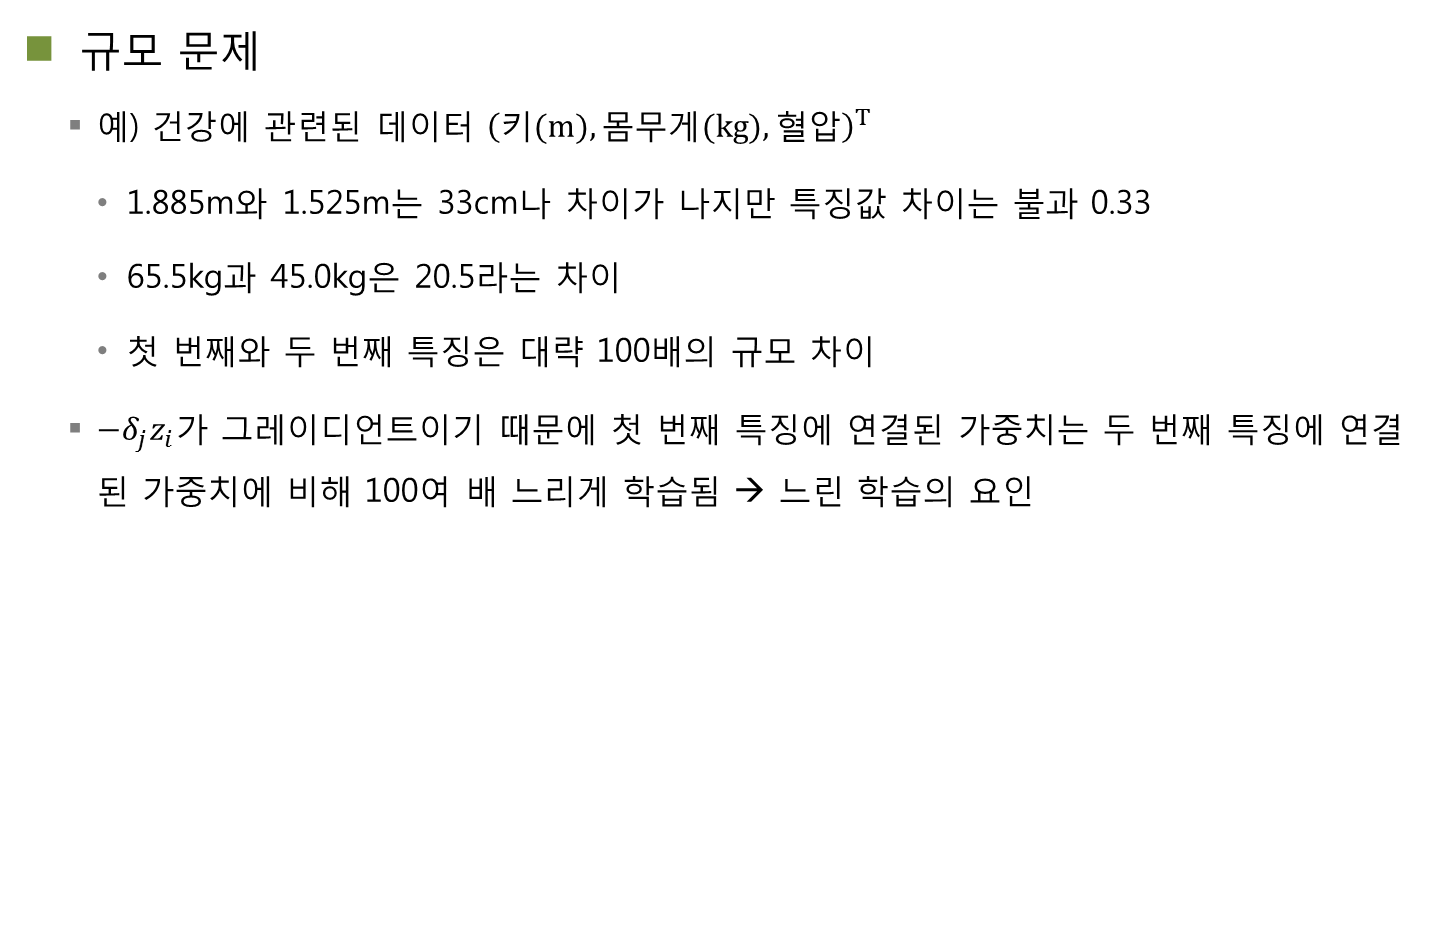 규모 문제
예) 건강에 관련된 데이터 (키(m), 몸무게(kg), 혈압)ᵀ
1.885m와 1.525m는 33cm나 차이가 나지만 특징값 차이는 불과 0.33
65.5kg과 45.0kg은 20.5라는 차이
첫 번째와 두 번째 특징은 대략 100배의 규모 차이
−𝛿ⱼ𝑧ᵢ가 그레이디언트이기 때문에 첫 번째 특징에 연결된 가중치는 두 번째 특징에 연결
된 가중치에 비해 100여 배 느리게 학습됨 → 느린 학습의 요인